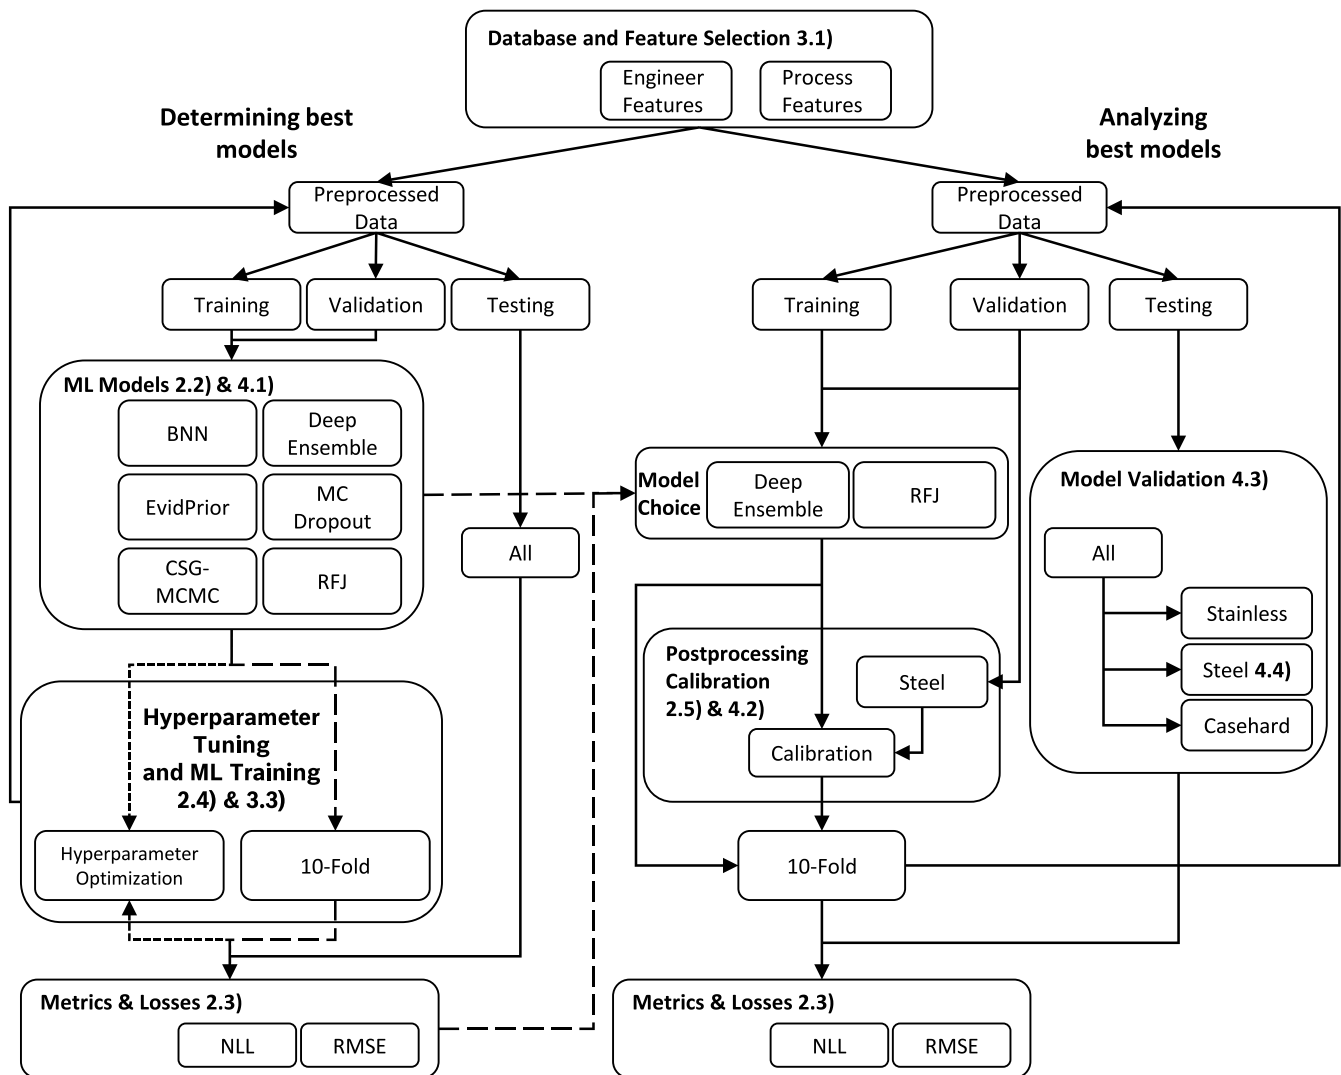 Database and Feature Selection 3.1)
Engineer
Features
Process
Features
Determining best
models
Preprocessed
Data
Training
Validation
Testing
ML Models 2.2) & 4.1)
BNN
Deep
Ensemble
EvidPrior
MC
Dropout
CSG-
MCMC
RFJ
All
Hyperparameter
Tuning
and ML Training
2.4) & 3.3)
Hyperparameter
Optimization
10-Fold
Metrics & Losses 2.3)
NLL
RMSE
Analyzing
best models
Preprocessed
Data
Training
Validation
Testing
Model
Choice
Deep
Ensemble
RFJ
Postprocessing
Calibration
2.5) & 4.2)
Steel
Calibration
10-Fold
Model Validation 4.3)
All
Stainless
Steel 4.4)
Casehard
Metrics & Losses 2.3)
NLL
RMSE